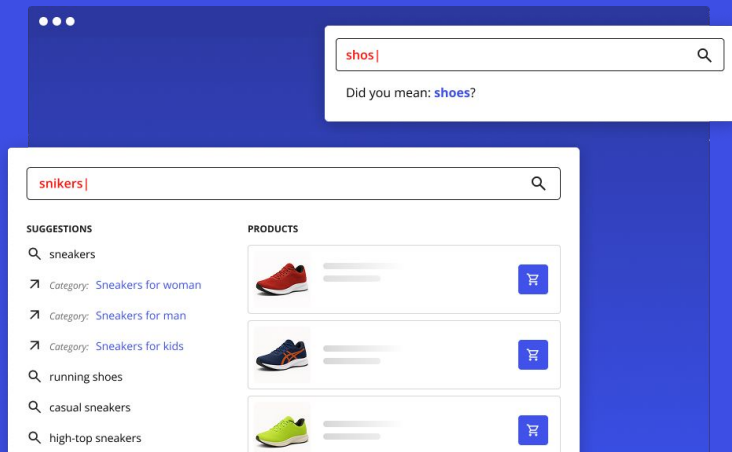 shos|
Did you mean: shoes?
snikers|
SUGGESTIONS
sneakers
Category: Sneakers for woman
Category: Sneakers for man
Category: Sneakers for kids
running shoes
casual sneakers
high-top sneakers
PRODUCTS